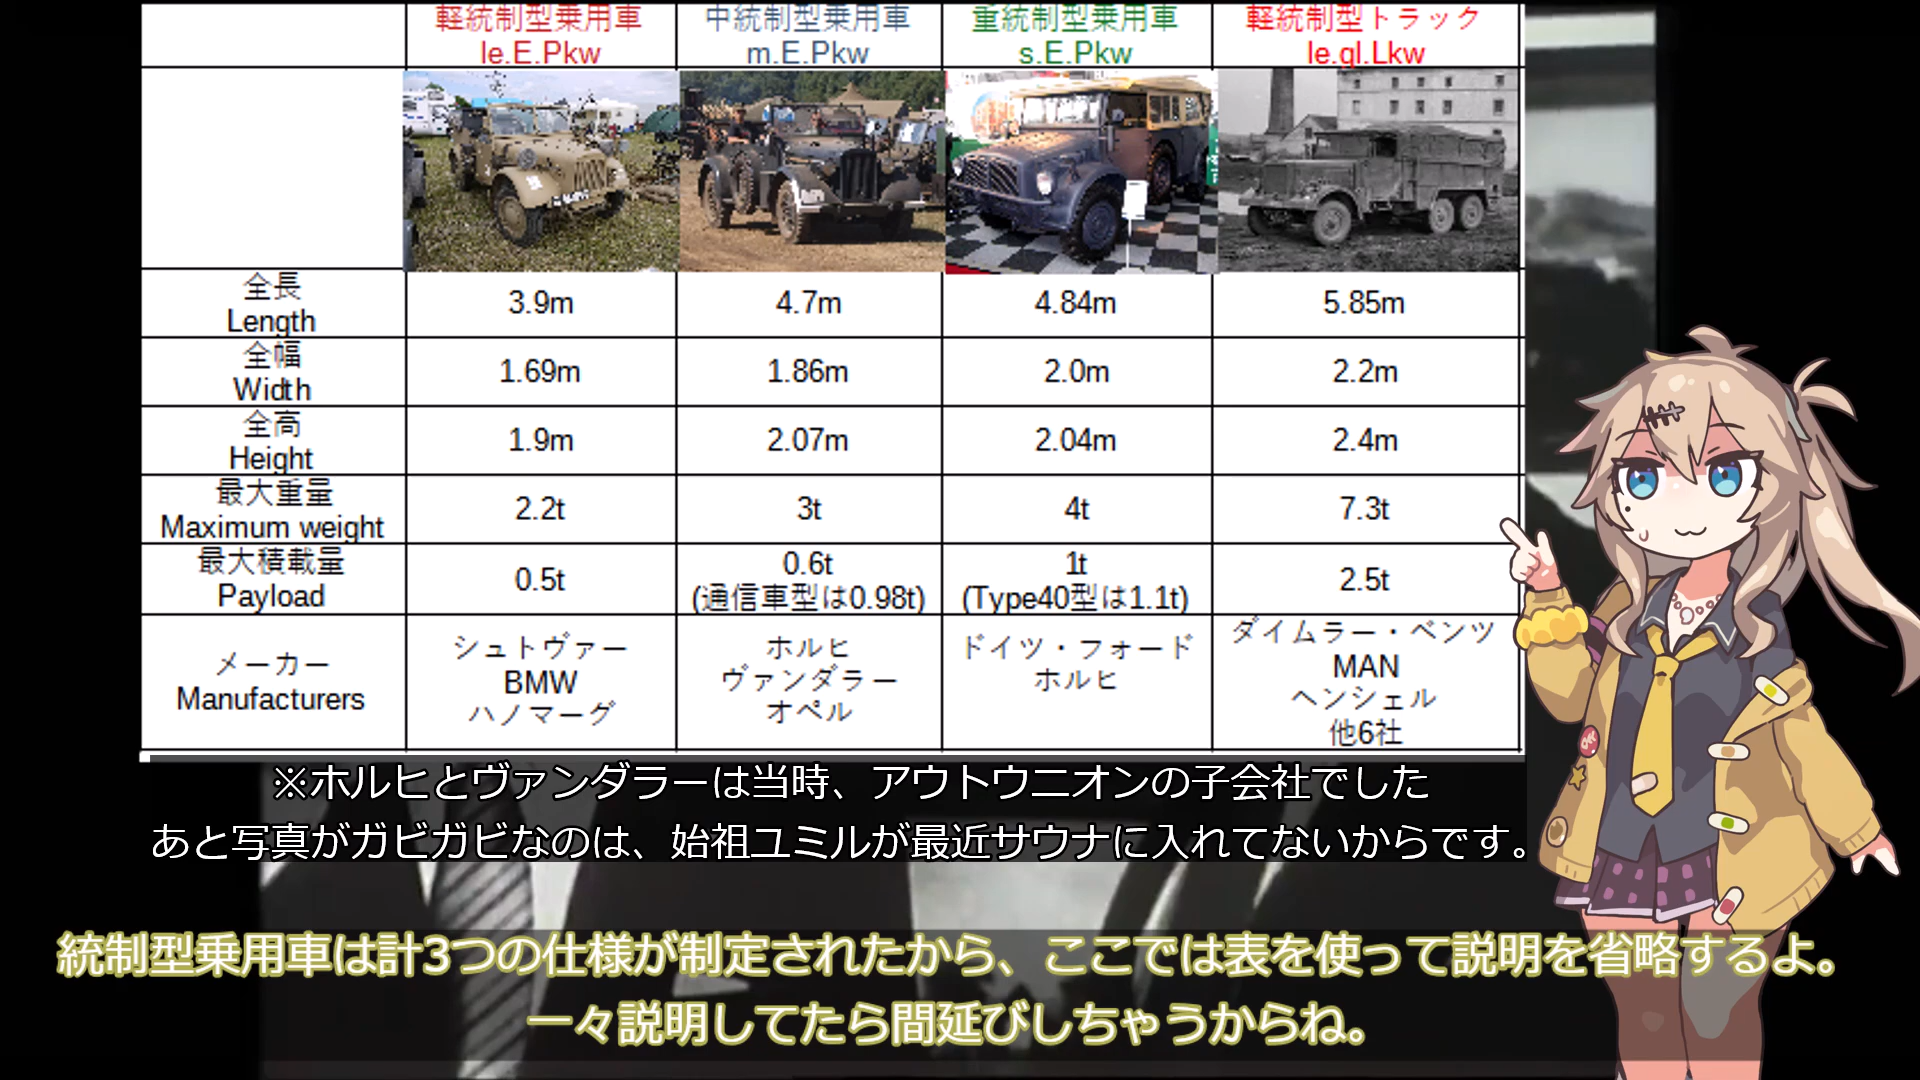 軽統制型乗用車
le.E.Pkw
中統制型乗用車
m.E.Pkw
重統制型乗用車
s.E.Pkw
軽統制型トラック
le.gl.Lkw
全長
Length
3.9m
4.7m
4.84m
5.85m
全幅
Width
1.69m
1.86m
2.0m
2.2m
全高
Height
1.9m
2.07m
2.04m
2.4m
最大重量
Maximum weight
2.2t
3t
4t
7.3t
最大積載量
Payload
0.5t
0.6t
(通信車型は0.98t)
1t
(Type40型は1.1t)
2.5t
メーカー
Manufacturers
シュトヴァー
BMW
ハノマーグ
ホルヒ
ヴァンダラー
オペル
ドイツ・フォード
ホルヒ
ダイムラー・ベンツ
MAN
ヘンシェル
他6社
※ホルヒとヴァンダラーは当時、アウトウニオンの子会社でした
あと写真がガビガビなのは、始祖ユミルが最近サウナに入れてないからです。
統制型乗用車は計3つの仕様が制定されたから、ここでは表を使って説明を省略するよ。
一々説明してたら間延びしちゃうからね。